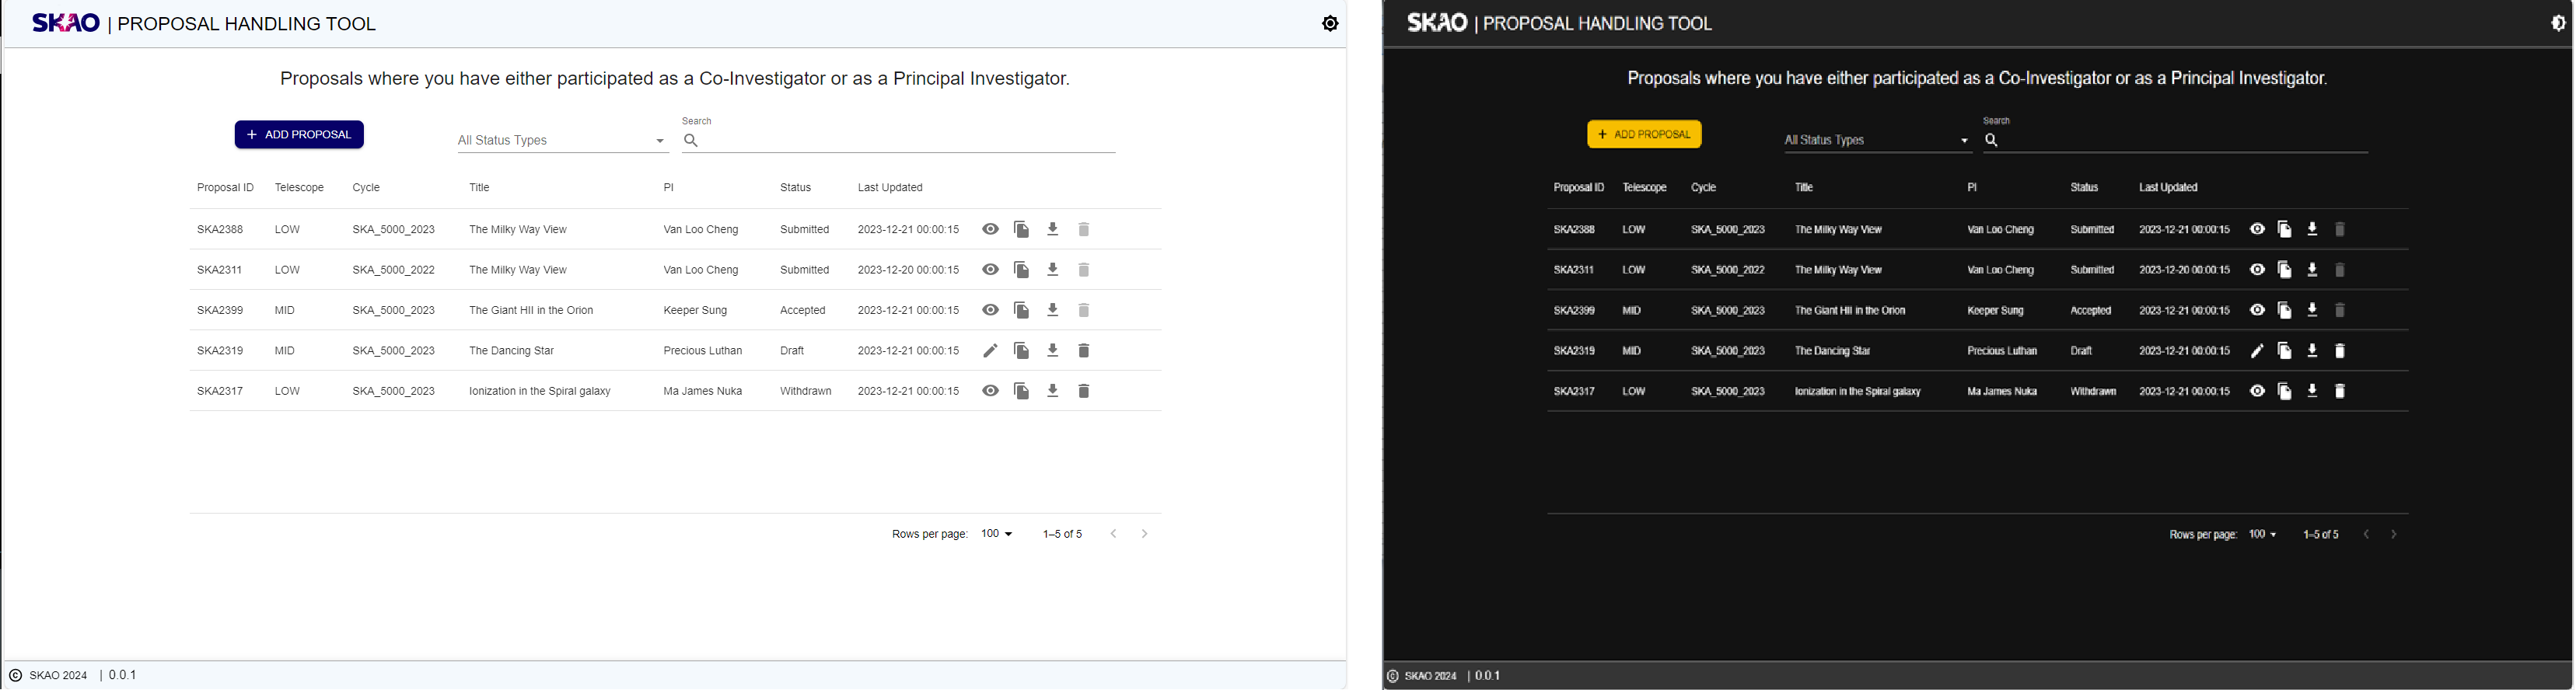 SKAO | PROPOSAL HANDLING TOOL
Proposals where you have either participated as a Co-Investigator or as a Principal Investigator.
+ ADD PROPOSAL
All Status Types
Search
Proposal ID Telescope Cycle Title PI Status Last Updated
SKA2388 LOW SKA_5000_2023 The Milky Way View Van Loo Cheng Submitted 2023-12-21 00:00:15
SKA2311 LOW SKA_5000_2022 The Milky Way View Van Loo Cheng Submitted 2023-12-20 00:00:15
SKA2399 MID SKA_5000_2023 The Giant HII in the Orion Keeper Sung Accepted 2023-12-21 00:00:15
SKA2319 MID SKA_5000_2023 The Dancing Star Precious Luthan Draft 2023-12-21 00:00:15
SKA2317 LOW SKA_5000_2023 Ionization in the Spiral galaxy Ma James Nuka Withdrawn 2023-12-21 00:00:15
Rows per page: 100 1–5 of 5
© SKAO 2024 | 0.0.1
SKAO | PROPOSAL HANDLING TOOL
Proposals where you have either participated as a Co-Investigator or as a Principal Investigator.
+ ADD PROPOSAL
All Status Types
Search
Proposal ID Telescope Cycle Title PI Status Last Updated
SKA2388 LOW SKA_5000_2023 The Milky Way View Van Loo Cheng Submitted 2023-12-21 00:00:15
SKA2311 LOW SKA_5000_2022 The Milky Way View Van Loo Cheng Submitted 2023-12-20 00:00:15
SKA2399 MID SKA_5000_2023 The Giant HII in the Orion Keeper Sung Accepted 2023-12-21 00:00:15
SKA2319 MID SKA_5000_2023 The Dancing Star Precious Luthan Draft 2023-12-21 00:00:15
SKA2317 LOW SKA_5000_2023 Ionization in the Spiral galaxy Ma James Nuka Withdrawn 2023-12-21 00:00:15
Rows per page: 100 1–5 of 5
© SKAO 2024 | 0.0.1